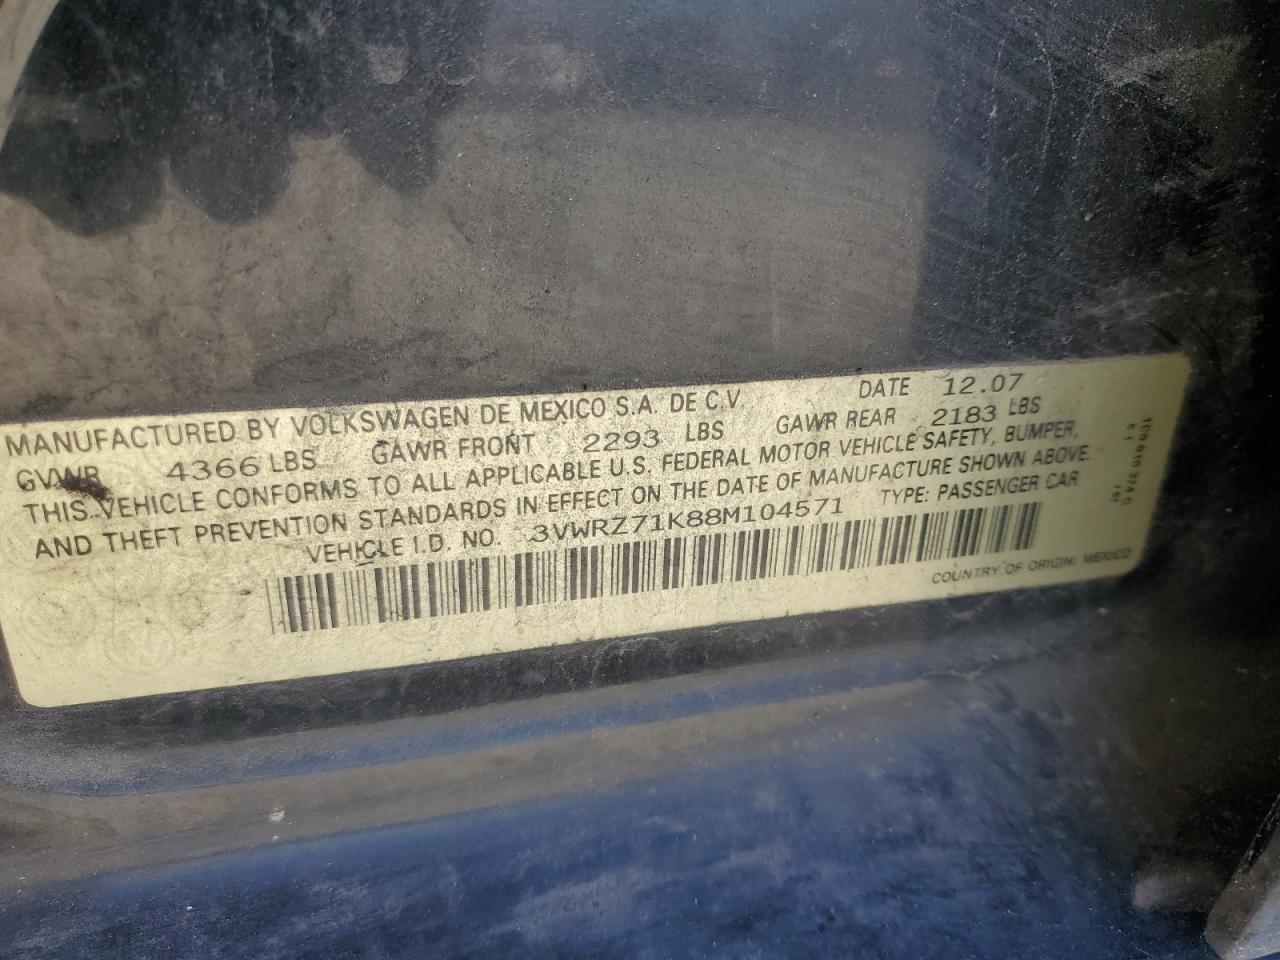 MANUFACTURED BY VOLKSWAGEN DE MEXICO S.A. DE C.V. DATE 12.07
GVWR 4366 LBS GAWR FRONT 2293 LBS GAWR REAR 2183 LBS
THIS VEHICLE CONFORMS TO ALL APPLICABLE U.S. FEDERAL MOTOR VEHICLE SAFETY, BUMPER,
AND THEFT PREVENTION STANDARDS IN EFFECT ON THE DATE OF MANUFACTURE SHOWN ABOVE.
VEHICLE I.D. NO. 3VWRZ71K88M104571 TYPE: PASSENGER CAR
COUNTRY OF ORIGIN: MEXICO